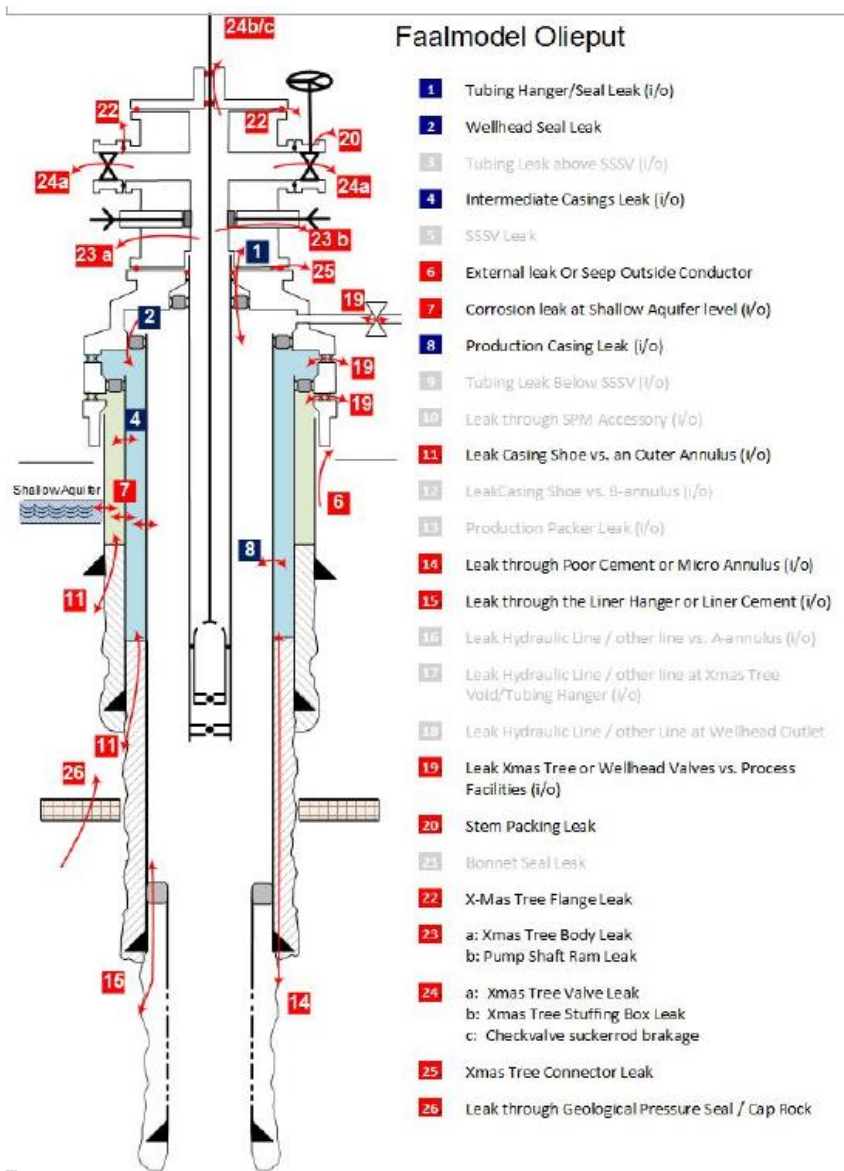 Faalmodel Olieput
24b/c
22
22
20
24a
24a
23 a
23 b
1
25
2
19
19
19
4
Shallow Aquifer
7
6
8
11
11
26
15
14
1 Tubing Hanger/Seal Leak (i/o)
2 Wellhead Seal Leak
3 Tubing Leak above SSSV (i/o)
4 Intermediate Casings Leak (i/o)
5 SSSV Leak
6 External leak Or Seep Outside Conductor
7 Corrosion leak at Shallow Aquifer level (i/o)
8 Production Casing Leak (i/o)
9 Tubing Leak Below SSSV (i/o)
10 Leak through SPM Accessory (i/o)
11 Leak Casing Shoe vs. an Outer Annulus (i/o)
12 LeakCasing Shoe vs. B-annulus (i/o)
13 Production Packer Leak (i/o)
14 Leak through Poor Cement or Micro Annulus (i/o)
15 Leak through the Liner Hanger or Liner Cement (i/o)
16 Leak Hydraulic Line / other line vs. A-annulus (i/o)
17 Leak Hydraulic Line / other line at Xmas Tree
Void/Tubing Hanger (i/o)
18 Leak Hydraulic Line / other Line at Wellhead Outlet
19 Leak Xmas Tree or Wellhead Valves vs. Process
Facilities (i/o)
20 Stem Packing Leak
21 Bonnet Seal Leak
22 X-Mas Tree Flange Leak
23 a: Xmas Tree Body Leak
b: Pump Shaft Ram Leak
24 a: Xmas Tree Valve Leak
b: Xmas Tree Stuffing Box Leak
c: Checkvalve suckerrod brakage
25 Xmas Tree Connector Leak
26 Leak through Geological Pressure Seal / Cap Rock